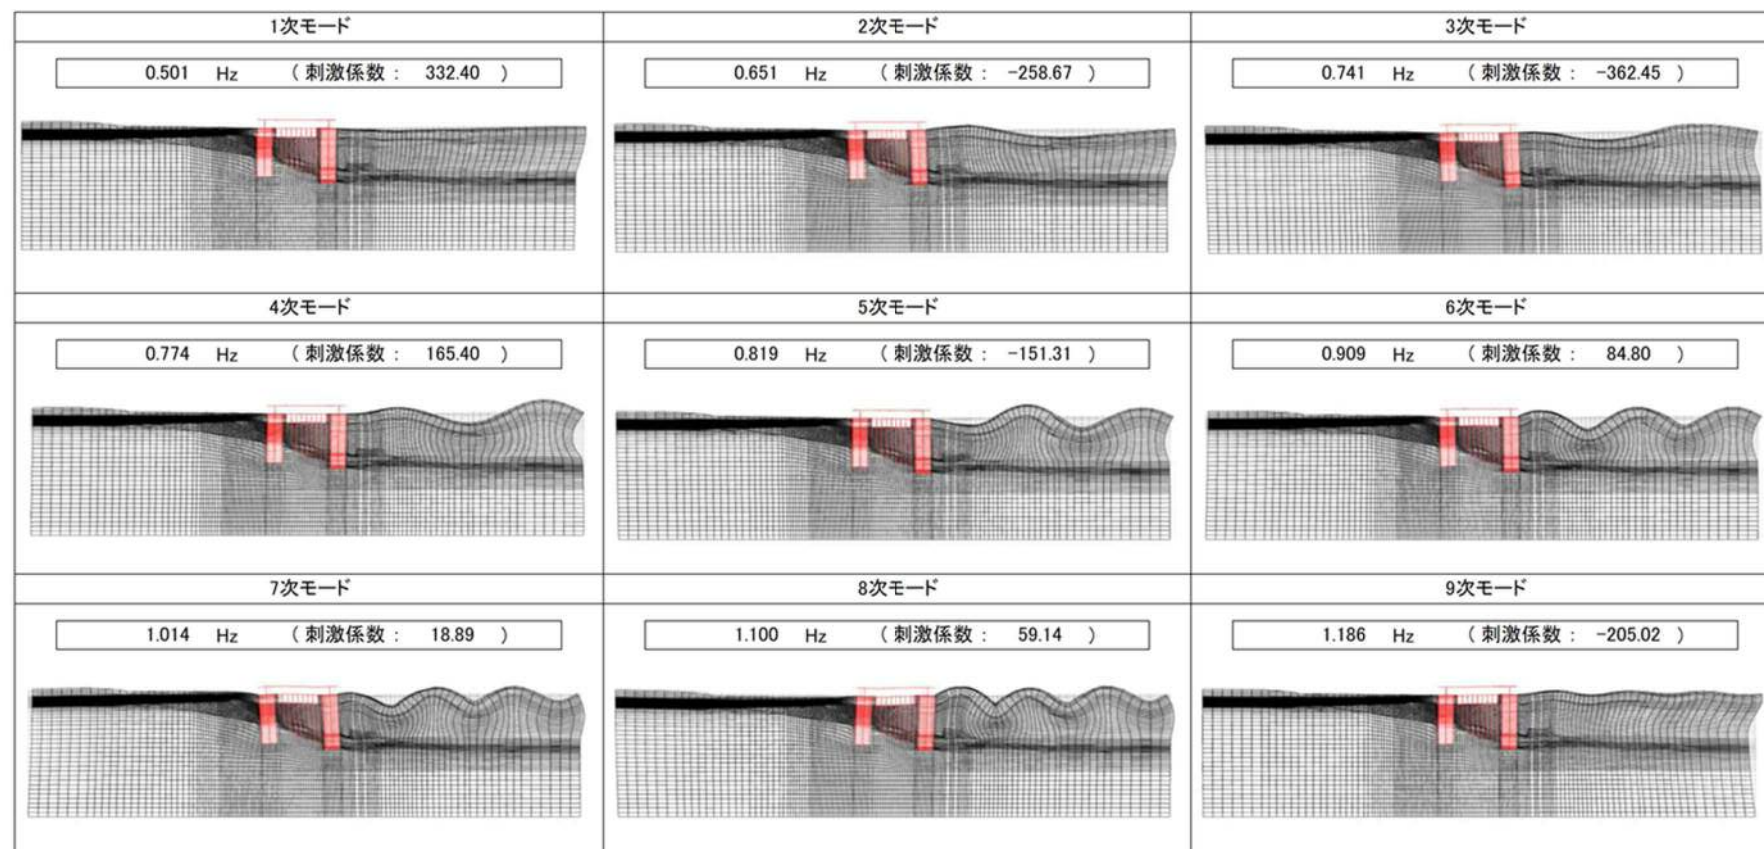 1次モード
2次モード
3次モード
0.501 Hz (刺激係数 : 332.40 )
0.651 Hz (刺激係数 : -258.67 )
0.741 Hz (刺激係数 : -362.45 )
4次モード
5次モード
6次モード
0.774 Hz (刺激係数 : 165.40 )
0.819 Hz (刺激係数 : -151.31 )
0.909 Hz (刺激係数 : 84.80 )
7次モード
8次モード
9次モード
1.014 Hz (刺激係数 : 18.89 )
1.100 Hz (刺激係数 : 59.14 )
1.186 Hz (刺激係数 : -205.02 )